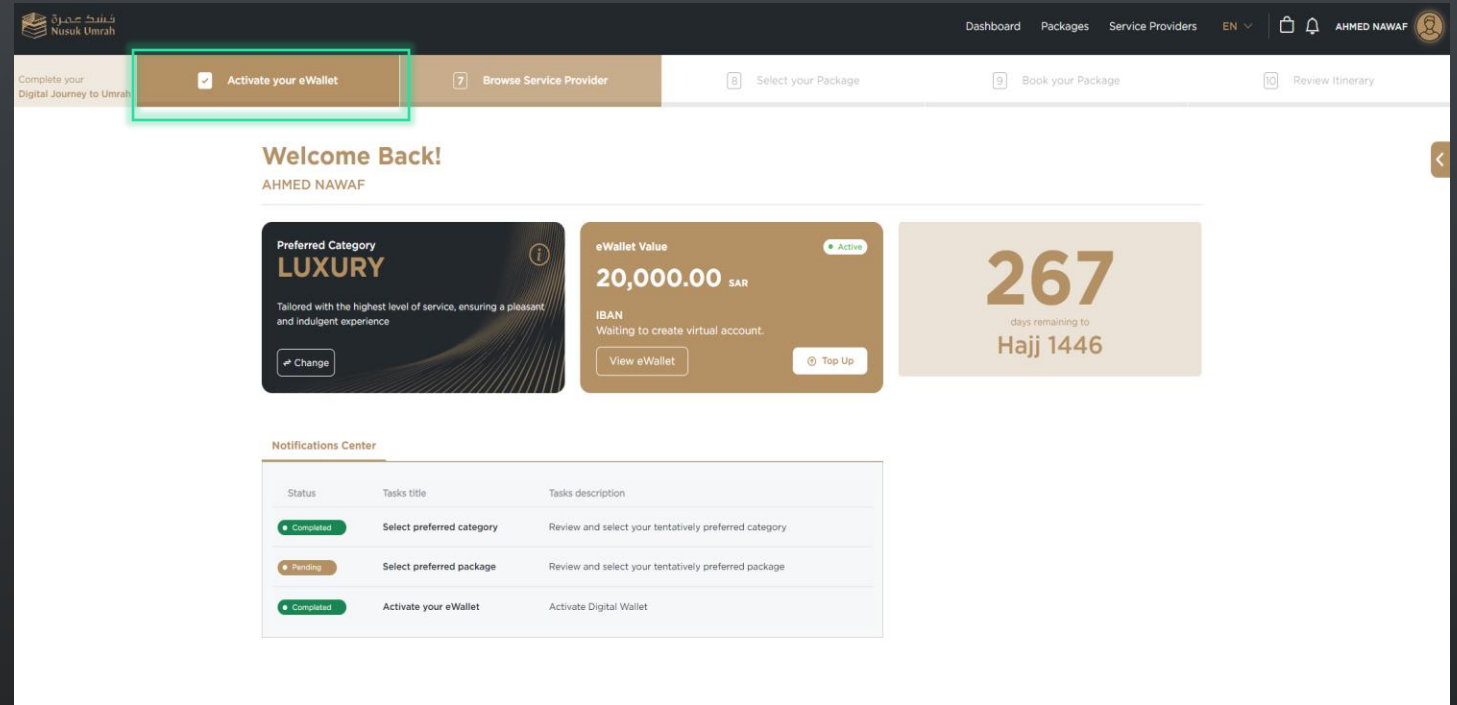 نسك عمرة
Nusuk Umrah
Dashboard Packages Service Providers EN AHMED NAWAF
Complete your
Digital Journey to Umrah
Activate your eWallet
7 Browse Service Provider
8 Select your Package
9 Book your Package
10 Review Itinerary
Welcome Back!
AHMED NAWAF
Preferred Category
LUXURY
Tailored with the highest level of service, ensuring a pleasant
and indulgent experience
Change
eWallet Value
Active
20,000.00 SAR
IBAN
Waiting to create virtual account.
View eWallet
Top Up
267
days remaining to
Hajj 1446
Notifications Center
Status Tasks title Tasks description
Completed Select preferred category Review and select your tentatively preferred category
Pending Select preferred package Review and select your tentatively preferred package
Completed Activate your eWallet Activate Digital Wallet